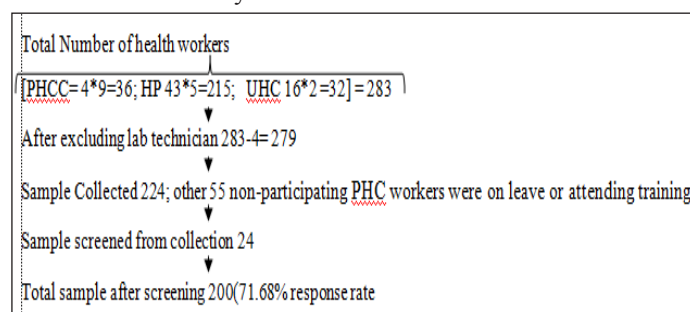 Total Number of health workers
[PHCC= 4*9=36; HP 43*5=215; UHC 16*2 =32] = 283
After excluding lab technician 283-4= 279
Sample Collected 224; other 55 non-participating PHC workers were on leave or attending training
Sample screened from collection 24
Total sample after screening 200(71.68% response rate